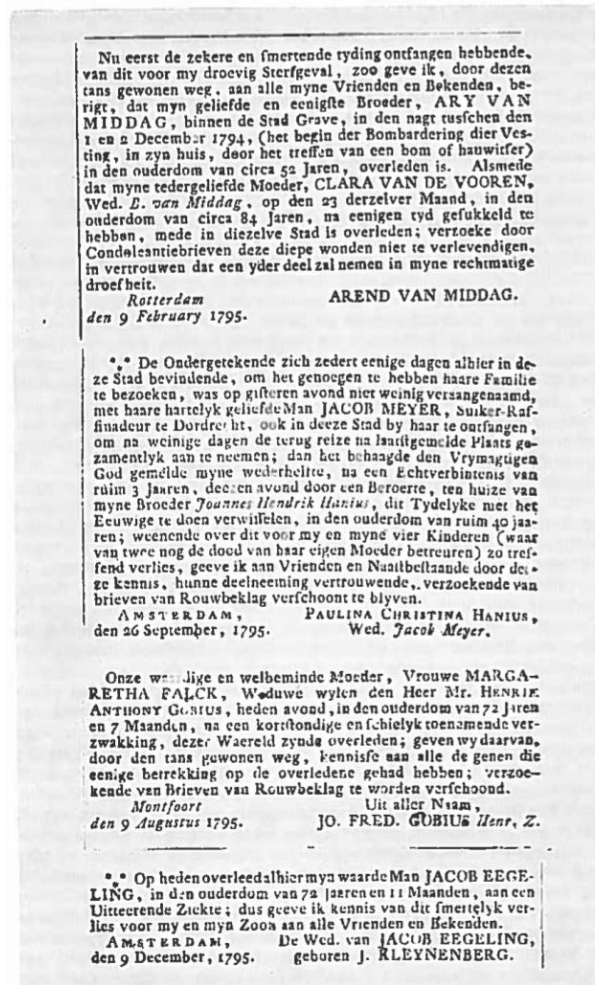 Nu eerst de zekere en smertende tyding ontfangen hebbende,
van dit voor my droevig Sterfgeval, zoo geve ik, door dezen
tans gewonen weg, aan alle myne Vrienden en Bekenden, be-
rigt, dat myn geliefde en eenigste Broeder, ARY VAN
MIDDAG, binnen de Stad Grave, in den nagt tusschen den
1 en 2 December 1794, (het begin der Bombardering dier Ves-
ting, in zyn huis, door het treffen van een bom of hauwitser)
in den ouderdom van circa 52 Jaren, overleden is. Alsmede
dat myne tedergeliefde Moeder, CLARA VAN DE VOOREN,
Wed. B. van Middag, op den 23 derzelver Maand, in den
ouderdom van circa 84 Jaren, na eenigen tyd gesukkeld te
hebben, mede in diezelve Stad is overleden; verzoeke door
Condoleantiebrieven deze diepe wonden niet te verlevendigen,
in vertrouwen dat een yder deel zal nemen in myne rechtmatige
droefheit.
Rotterdam AREND VAN MIDDAG.
den 9 February 1795.
*⁎* De Ondergetekende zich zedert eenige dagen alhier in de-
ze Stad bevindende, om het genoegen te hebben haare Familie
te bezoeken, was op gisteren avond niet weinig verrangenaamd,
met haare hartelyk geliefde Man JACOB MEYER, Suiker-Raf-
finadeur te Dordrecht, ook in deeze Stad by haar te ontfangen,
om na weinige dagen de terug reize na laastgemelde Plaats ge-
zamentlyk aan te neemen; dan het behaagde den Vrymagtigen
God gemelde myne wederhelfte, na een Echtverbintenis van
ruim 3 Jaaren, deezen avond door een Beroerte, ten huize van
myne Broeder Joannes Hendrik Hanius, dit Tydelyke met het
Eeuwige te doen verwisselen, in den ouderdom van ruim 40 jaa-
ren; weenende over dit voor my en myne vier Kinderen (waar
van twee nog de dood van haar eigen Moeder betreuren) zo tref-
fend verlies, geeve ik aan Vrienden en Naastbestaande door dee-
ze kennis, hunne deelneeming vertrouwende, verzoekende van
brieven van Rouwbeklag verschoont te blyven.
AMSTERDAM, PAULINA CHRISTINA HANIUS,
den 26 September, 1795. Wed. Jacob Meyer.
Onze waardige en welbeminde Moeder, Vrouwe MARGA-
RETHA FALCK, Weduwe wylen den Heer Mr. HENRIK
ANTHONY GOBIUS, heden avond, in den ouderdom van 72 Jaren
en 7 Maanden, na een kortstondige en schielyk toenemende ver-
zwakking, dezer Waereld zynde overleden; geven wy daarvan,
door den tans gewonen weg, kennisse aan alle de genen die
eenige betrekking op de overledene gehad hebben; verzoe-
kende van Brieven van Rouwbeklag te worden verschoond.
Montfoort Uit aller Naam,
den 9 Augustus 1795. JO. FRED. GOBIUS Henr. Z.
*⁎* Op heden overleed alhier myn waarde Man JACOB EEGE-
LING, in den ouderdom van 72 jaaren en 11 Maanden, aan een
Uitteerende Ziekte; dus geeve ik kennis van dit smertelyk ver-
lies voor my en myn Zoon aan alle Vrienden en Bekenden.
AMSTERDAM, De Wed. van JACOB EEGELING,
den 9 December, 1795. geboren J. KLEYNENBERG.